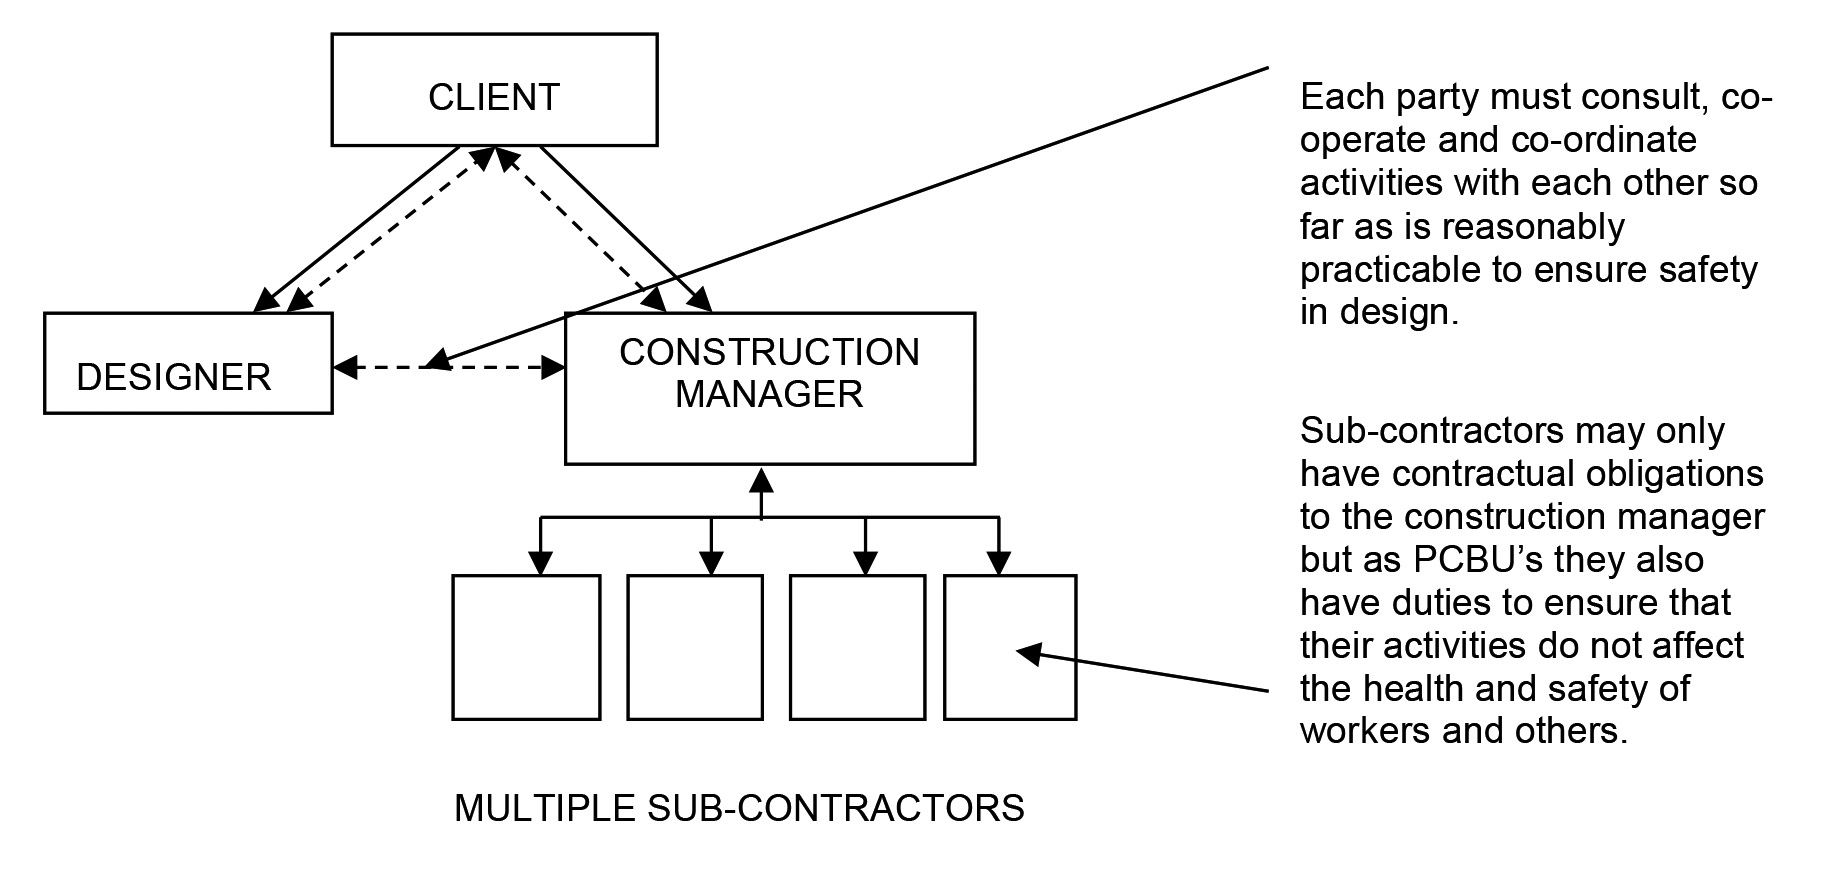 CLIENT
Each party must consult, co-
operate and co-ordinate
activities with each other so
far as is reasonably
practicable to ensure safety
in design.
DESIGNER
CONSTRUCTION
MANAGER
Sub-contractors may only
have contractual obligations
to the construction manager
but as PCBU’s they also
have duties to ensure that
their activities do not affect
the health and safety of
workers and others.
MULTIPLE SUB-CONTRACTORS